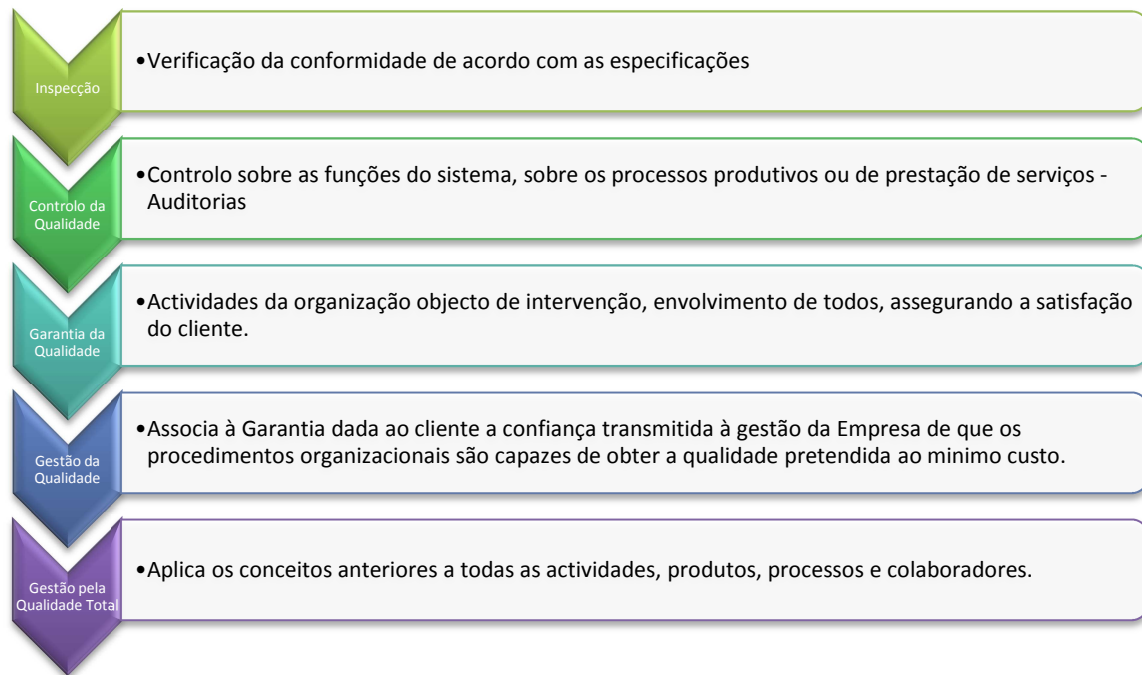 Inspecção
•Verificação da conformidade de acordo com as especificações
Controlo da
Qualidade
•Controlo sobre as funções do sistema, sobre os processos produtivos ou de prestação de serviços -
Auditorias
Garantia da
Qualidade
•Actividades da organização objecto de intervenção, envolvimento de todos, assegurando a satisfação
do cliente.
Gestão da
Qualidade
•Associa à Garantia dada ao cliente a confiança transmitida à gestão da Empresa de que os
procedimentos organizacionais são capazes de obter a qualidade pretendida ao minimo custo.
Gestão pela
Qualidade Total
•Aplica os conceitos anteriores a todas as actividades, produtos, processos e colaboradores.